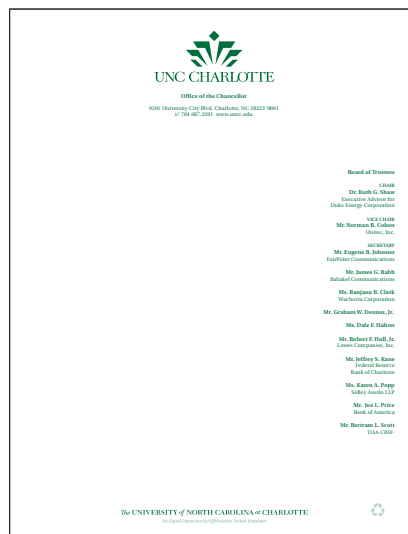 UNC CHARLOTTE
Office of the Chancellor
9201 University City Blvd, Charlotte, NC 28223-0001
t/ 704.687.2201 www.uncc.edu
Board of Trustees
CHAIR
Dr. Ruth G. Shaw
Executive Advisor for
Duke Energy Corporation
VICE CHAIR
Mr. Norman R. Cohen
Unitec, Inc.
SECRETARY
Mr. Eugene B. Johnson
FairPoint Communications
Mr. James G. Babb
Bahakel Communications
Ms. Ranjana B. Clark
Wachovia Corporation
Mr. Graham W. Denton, Jr.
Ms. Dale F. Halton
Mr. Robert F. Hull, Jr.
Lowes Companies, Inc.
Mr. Jeffrey S. Kane
Federal Reserve
Bank of Charlotte
Ms. Karen A. Popp
Sidley Austin LLP
Mr. Joe L. Price
Bank of America
Mr. Bertram L. Scott
TIAA-CREF
The UNIVERSITY of NORTH CAROLINA at CHARLOTTE
An Equal Opportunity/Affirmative Action Employer